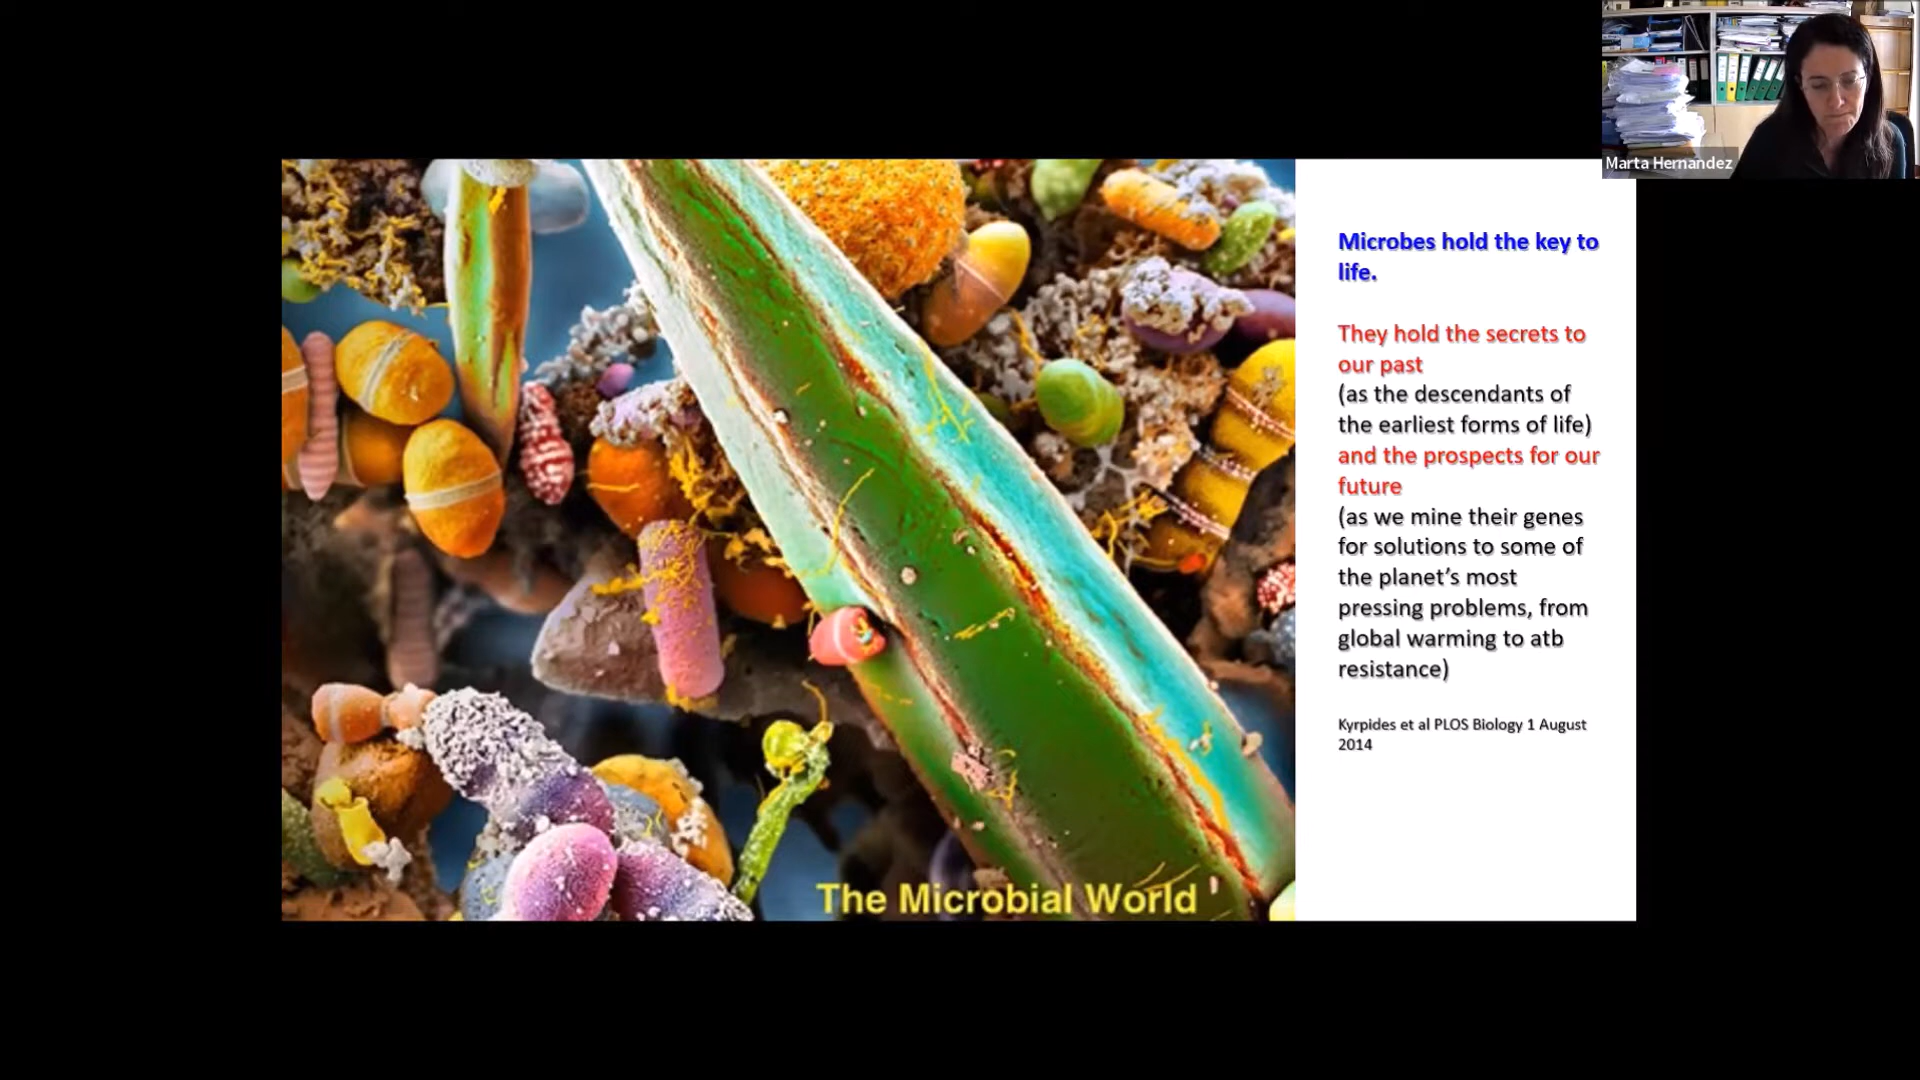 Marta Hernandez
Microbes hold the key to
life.
They hold the secrets to
our past
(as the descendants of
the earliest forms of life)
and the prospects for our
future
(as we mine their genes
for solutions to some of
the planet’s most
pressing problems, from
global warming to atb
resistance)
Kyrpides et al PLOS Biology 1 August
2014
The Microbial World